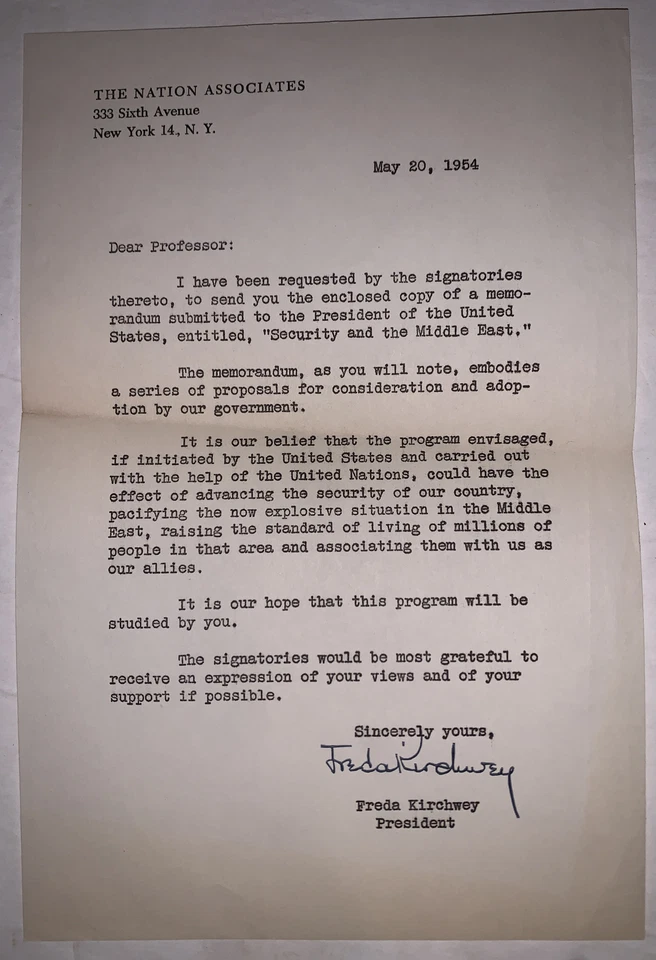 THE NATION ASSOCIATES
333 Sixth Avenue
New York 14., N. Y.
May 20, 1954
Dear Professor:
I have been requested by the signatories
thereto, to send you the enclosed copy of a memo-
randum submitted to the President of the United
States, entitled, "Security and the Middle East."
The memorandum, as you will note, embodies
a series of proposals for consideration and adop-
tion by our government.
It is our belief that the program envisaged,
if initiated by the United States and carried out
with the help of the United Nations, could have the
effect of advancing the security of our country,
pacifying the now explosive situation in the Middle
East, raising the standard of living of millions of
people in that area and associating them with us as
our allies.
It is our hope that this program will be
studied by you.
The signatories would be most grateful to
receive an expression of your views and of your
support if possible.
Sincerely yours,
Freda Kirchwey
Freda Kirchwey
President